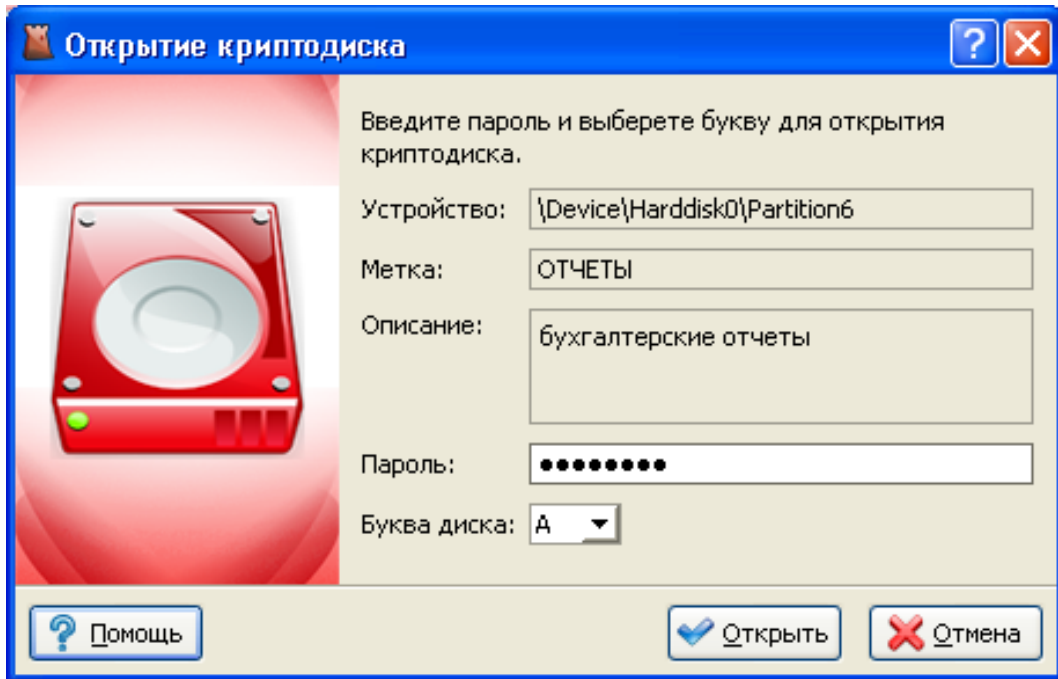 Открытие криптодиска
Введите пароль и выберете букву для открытия
криптодиска.
Устройство: \Device\Harddisk0\Partition6
Метка: ОТЧЕТЫ
Описание: бухгалтерские отчеты
Пароль: ●●●●●●●●
Буква диска: A
Помощь Открыть Отмена